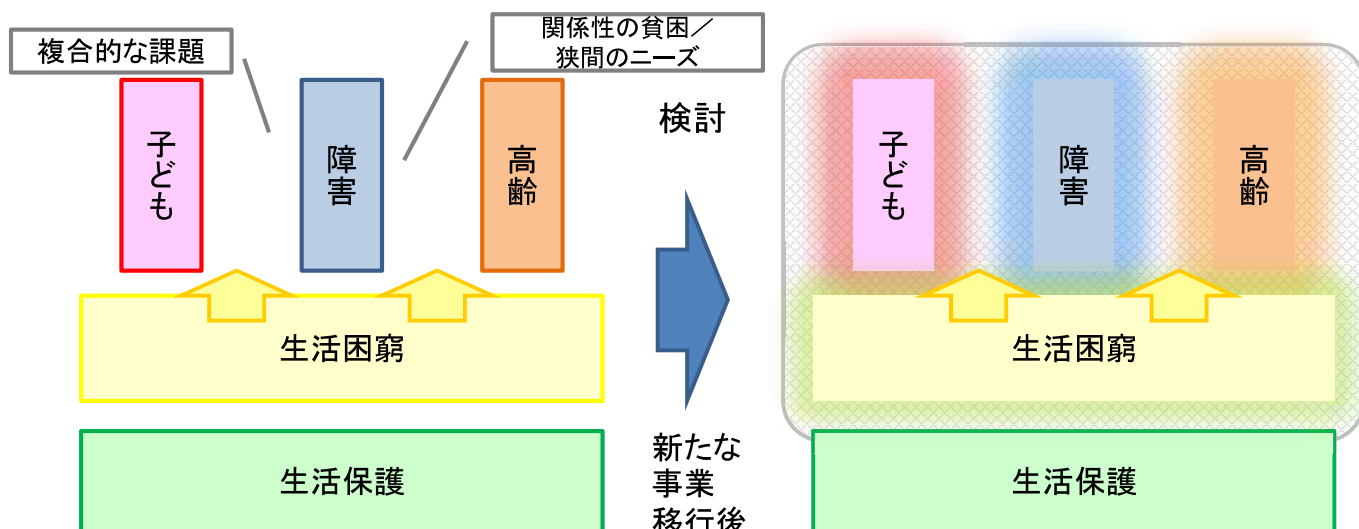 複合的な課題
関係性の貧困／
狭間のニーズ
子ども
障害
高齢
生活困窮
生活保護
検討
新たな
事業
移行後
子ども
障害
高齢
生活困窮
生活保護